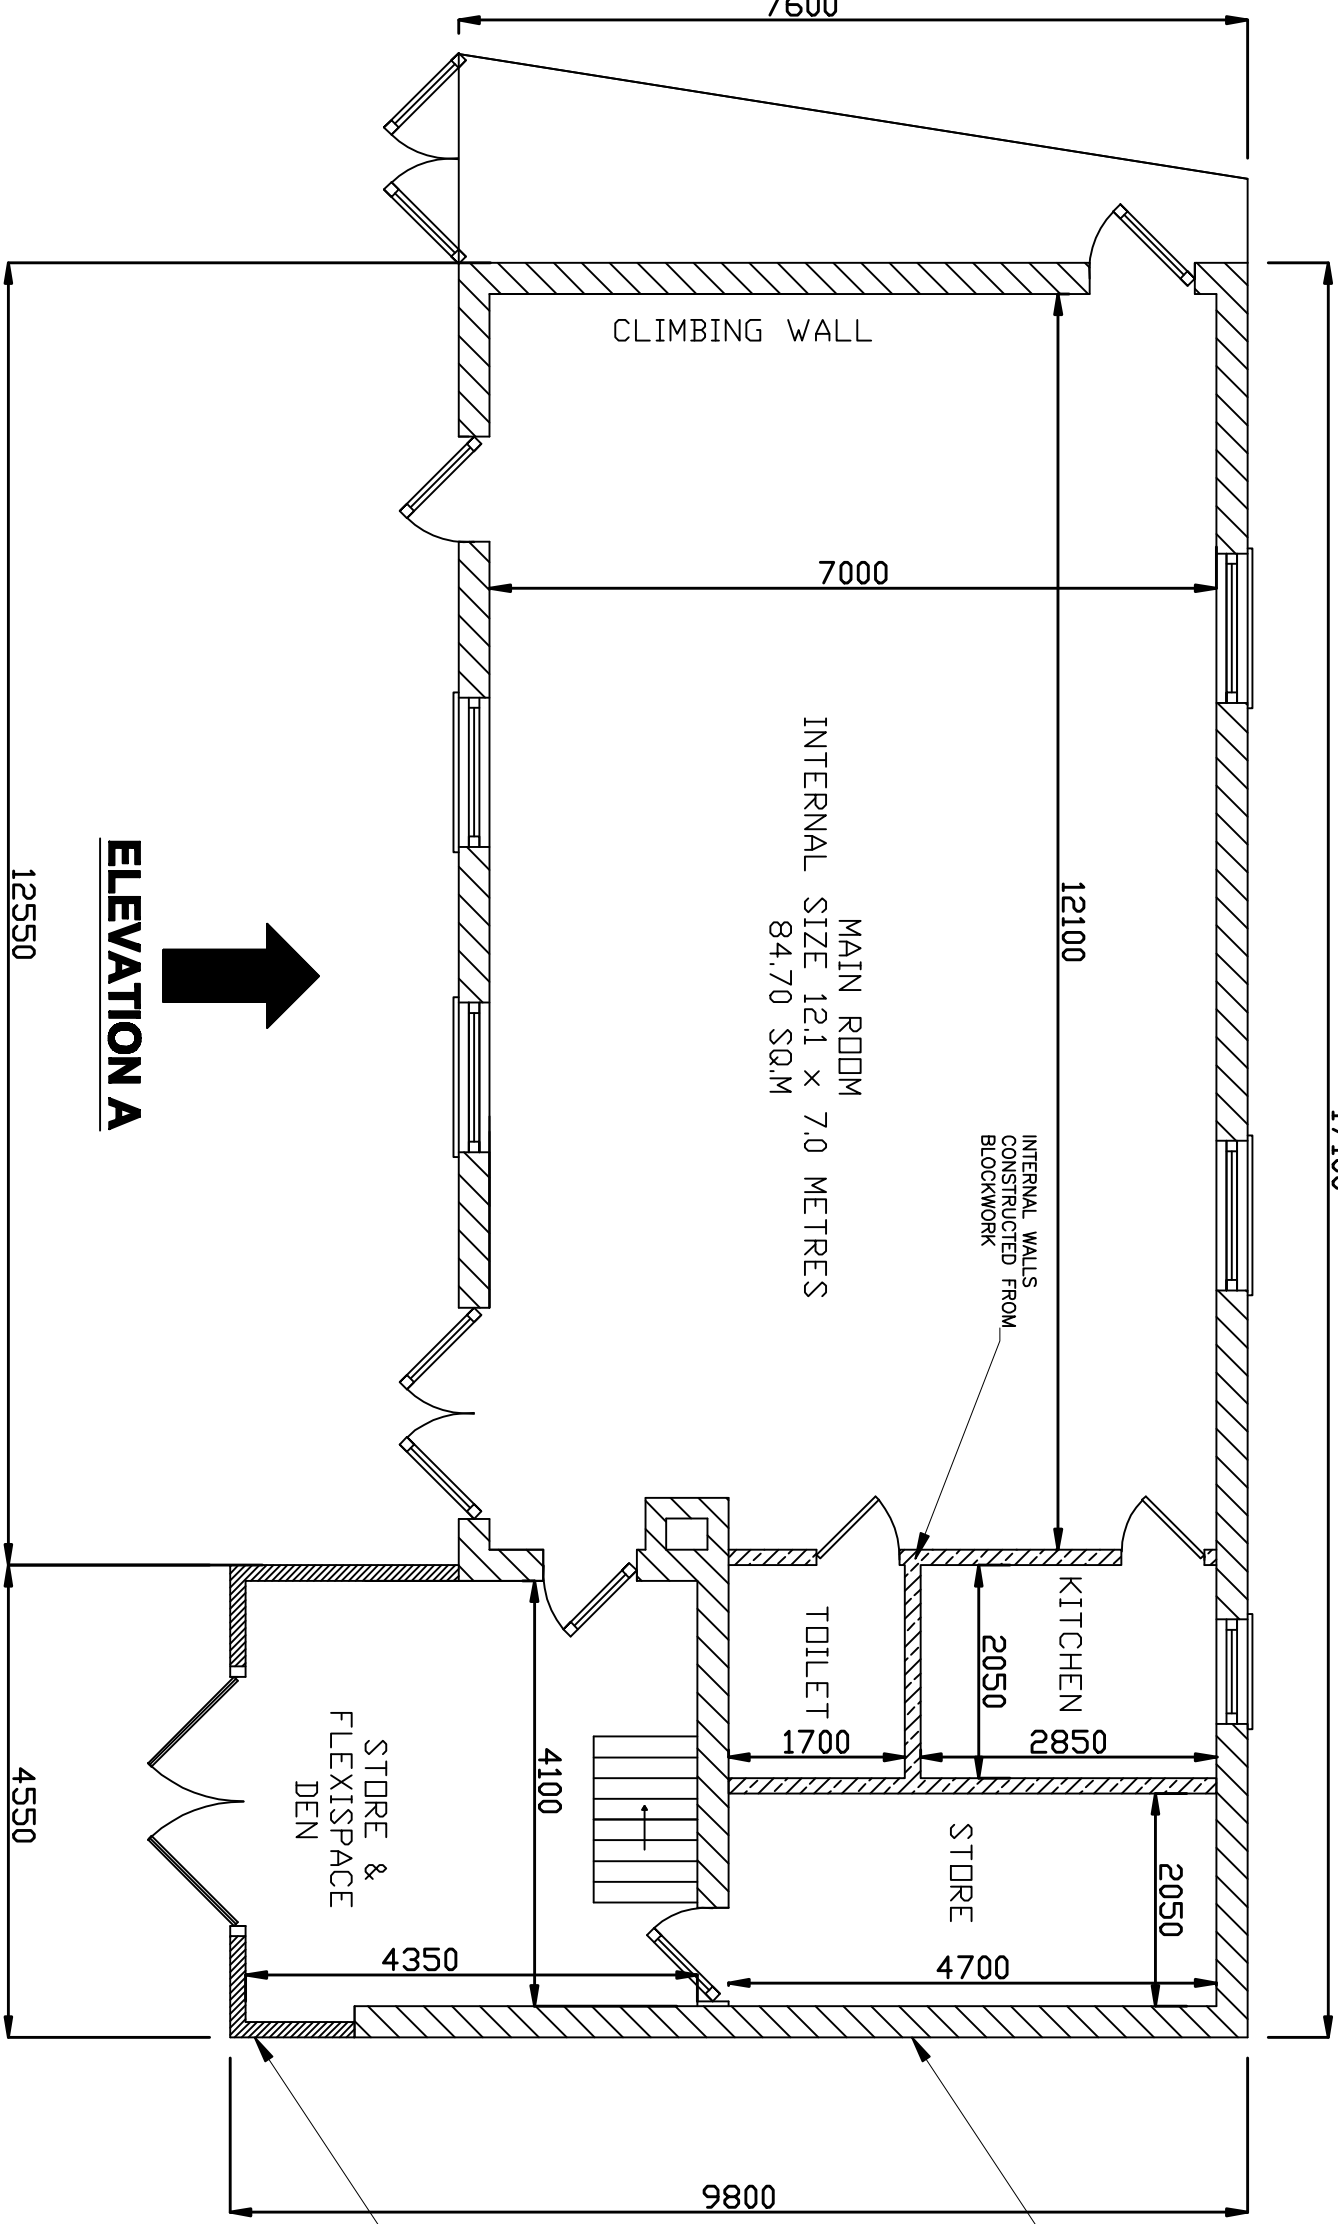 7600
CLIMBING WALL
7000
12100
MAIN ROOM
INTERNAL SIZE 12.1 x 7.0 METRES
84.70 SQ.M
INTERNAL WALLS
CONSTRUCTED FROM
BLOCKWORK
12550
ELEVATION A
KITCHEN
2050
2850
TOILET
1700
STORE
2050
4700
4100
STORE &
FLEXISPACE
DEN
4350
4550
9800